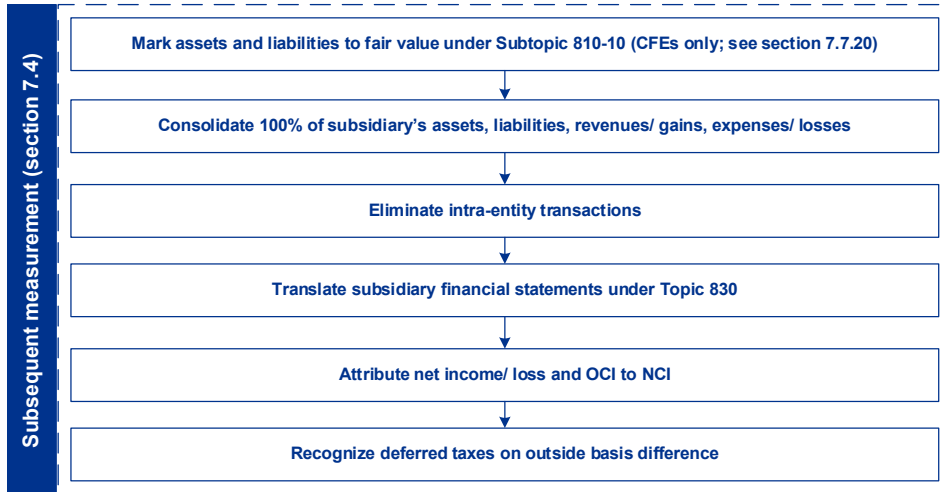 Subsequent measurement (section 7.4)
Mark assets and liabilities to fair value under Subtopic 810-10 (CFEs only; see section 7.7.20)
Consolidate 100% of subsidiary's assets, liabilities, revenues/ gains, expenses/ losses
Eliminate intra-entity transactions
Translate subsidiary financial statements under Topic 830
Attribute net income/ loss and OCI to NCI
Recognize deferred taxes on outside basis difference